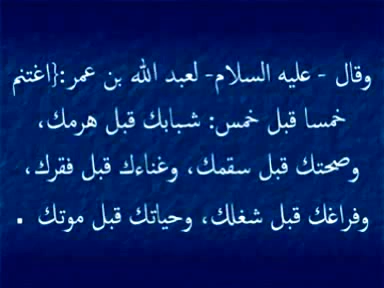 وقال - عليه السلام- لعبد الله بن عمر:{اغتنم
خمسا قبل خمس: شبابك قبل هرمك،
وصحتك قبل سقمك، وغناءك قبل فقرك،
وفراغك قبل شغلك، وحياتك قبل موتك .